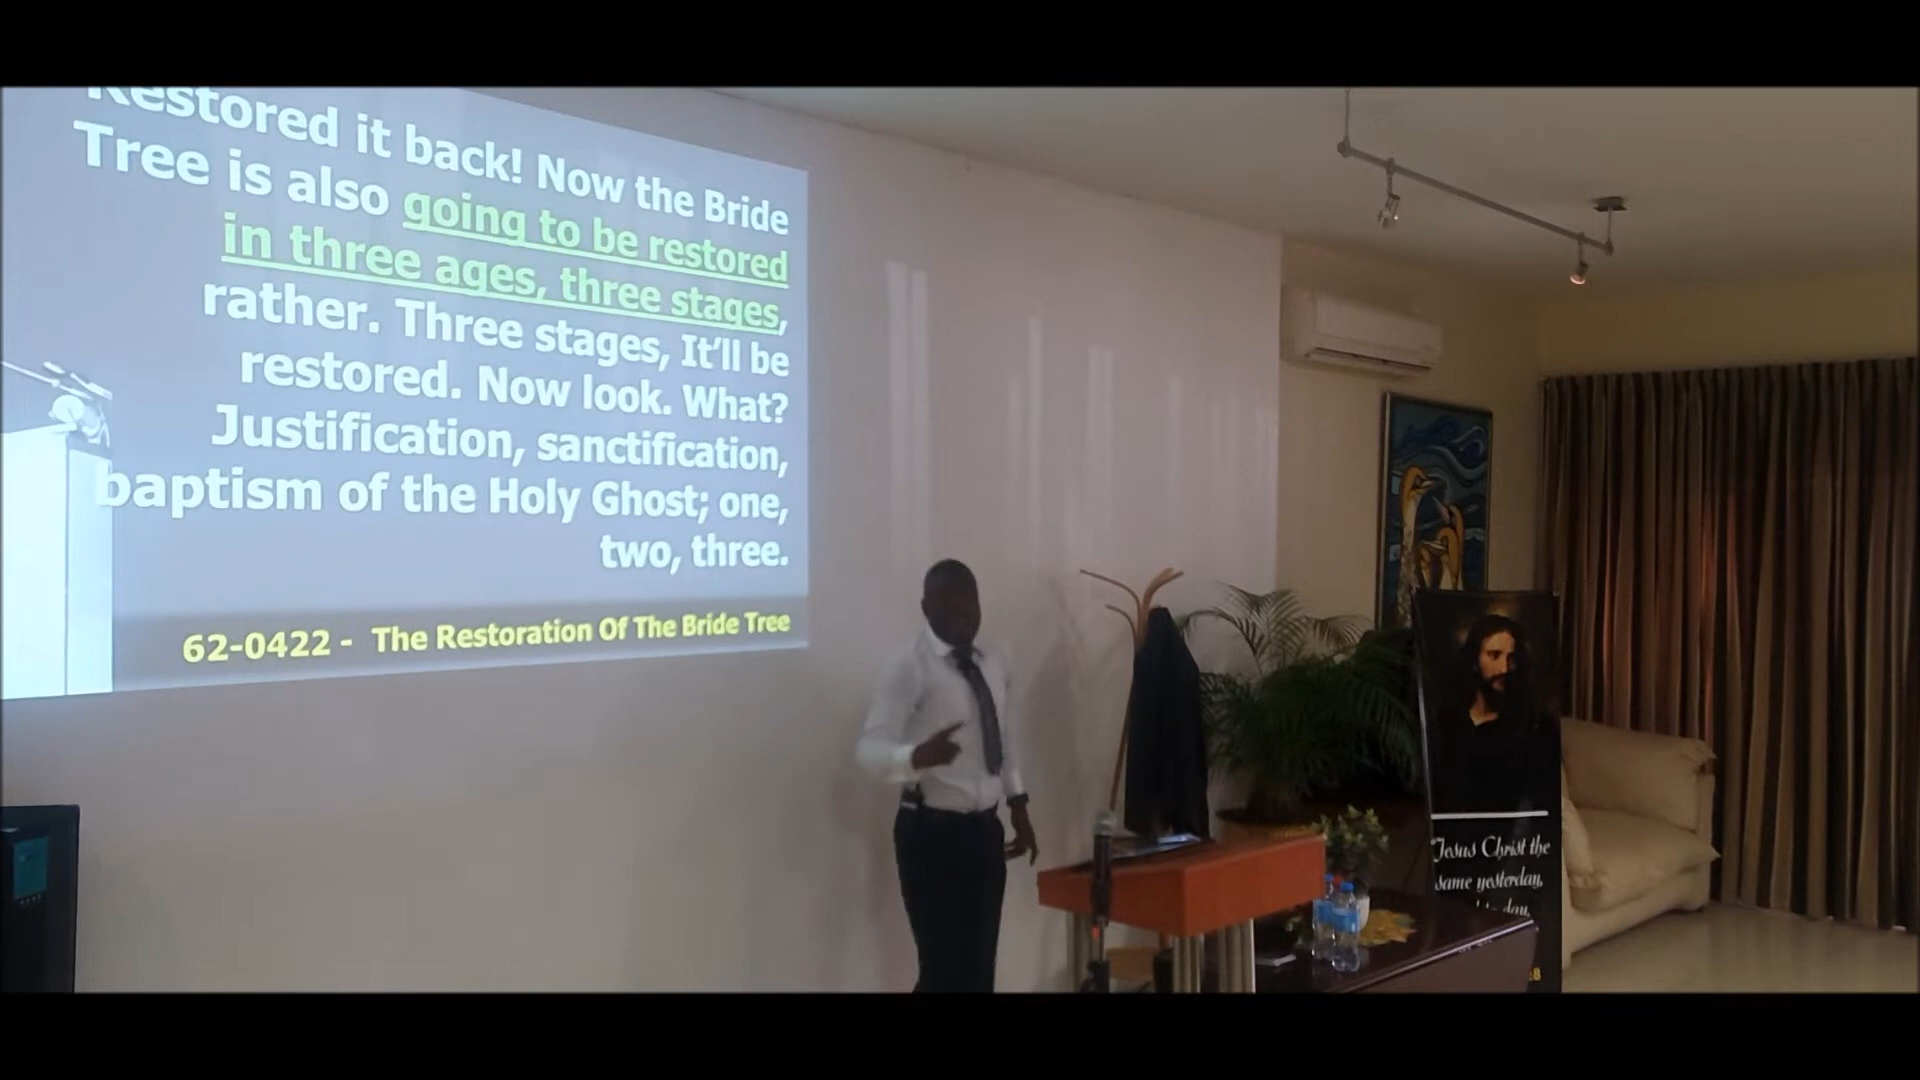 Restored it back! Now the Bride
Tree is also going to be restored
in three ages, three stages,
rather. Three stages, It'll be
restored. Now look. What?
Justification, sanctification,
baptism of the Holy Ghost; one,
two, three.
62-0422 - The Restoration Of The Bride Tree
Jesus Christ the
same yesterday,
day,
:8